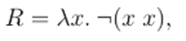 R = λx. ¬(x x),